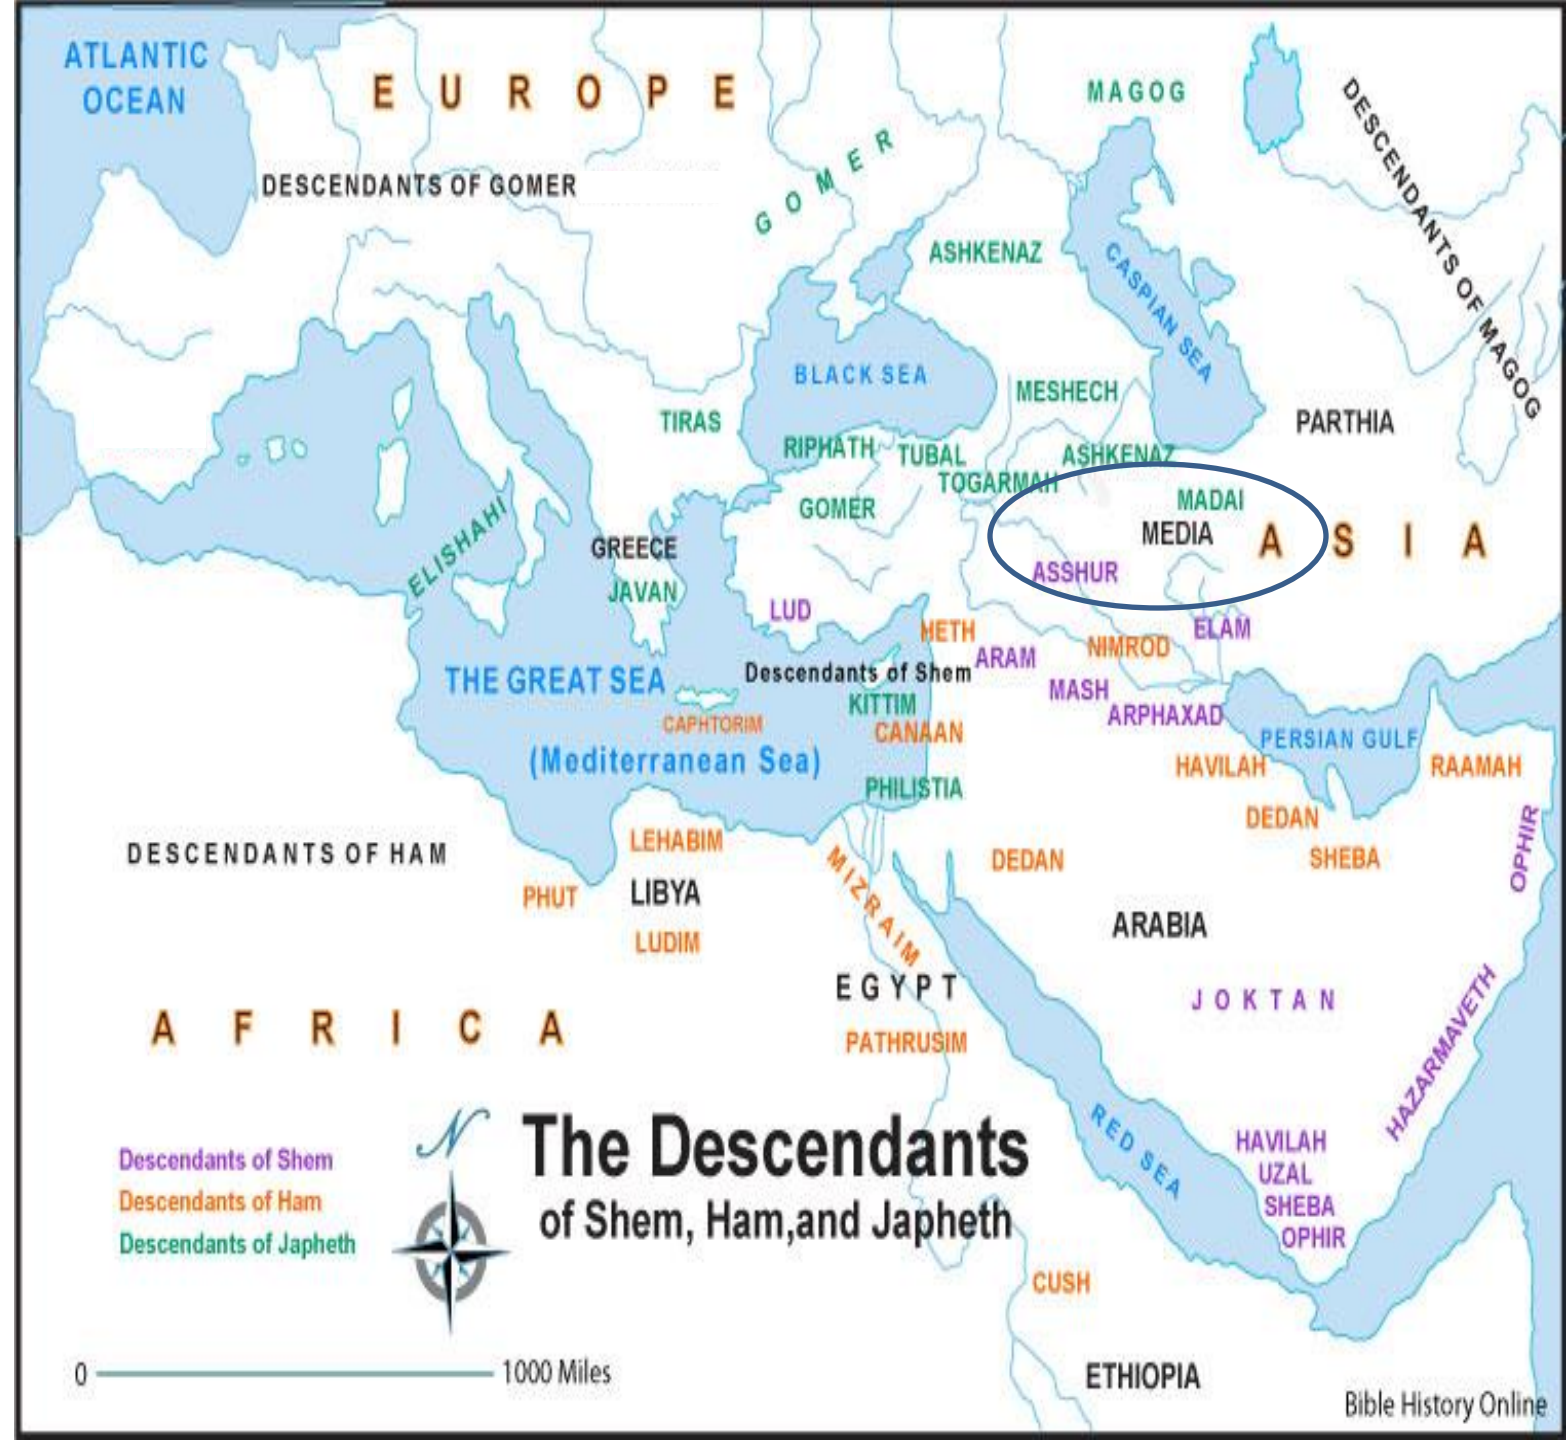 ATLANTIC
OCEAN
E U R O P E
MAGOG
DESCENDANTS OF MAGOG
DESCENDANTS OF GOMER
GOMER
ASHKENAZ
CASPIAN SEA
BLACK SEA
MESHECH
TIRAS
PARTHIA
RIPHATH
TUBAL
ASHKENAZ
TOGARMAH
GOMER
MADAI
MEDIA
A S I A
ELISHAHI
GREECE
JAVAN
ASSHUR
LUD
HETH
ELAM
NIMROD
ARAM
THE GREAT SEA
Descendants of Shem
MASH
KITTIM
ARPHAXAD
CAPHTORIM
CANAAN
(Mediterranean Sea)
PERSIAN GULF
HAVILAH
RAAMAH
PHILISTIA
DEDAN
OPHIR
LEHABIM
DESCENDANTS OF HAM
MIZRAIM
DEDAN
SHEBA
PHUT
LIBYA
LUDIM
ARABIA
EGYPT
JOKTAN
A F R I C A
PATHRUSIM
HAZARMAVETH
N
The Descendants
of Shem, Ham,and Japheth
RED SEA
HAVILAH
UZAL
SHEBA
OPHIR
Descendants of Shem
Descendants of Ham
Descendants of Japheth
CUSH
0
1000 Miles
ETHIOPIA
Bible History Online